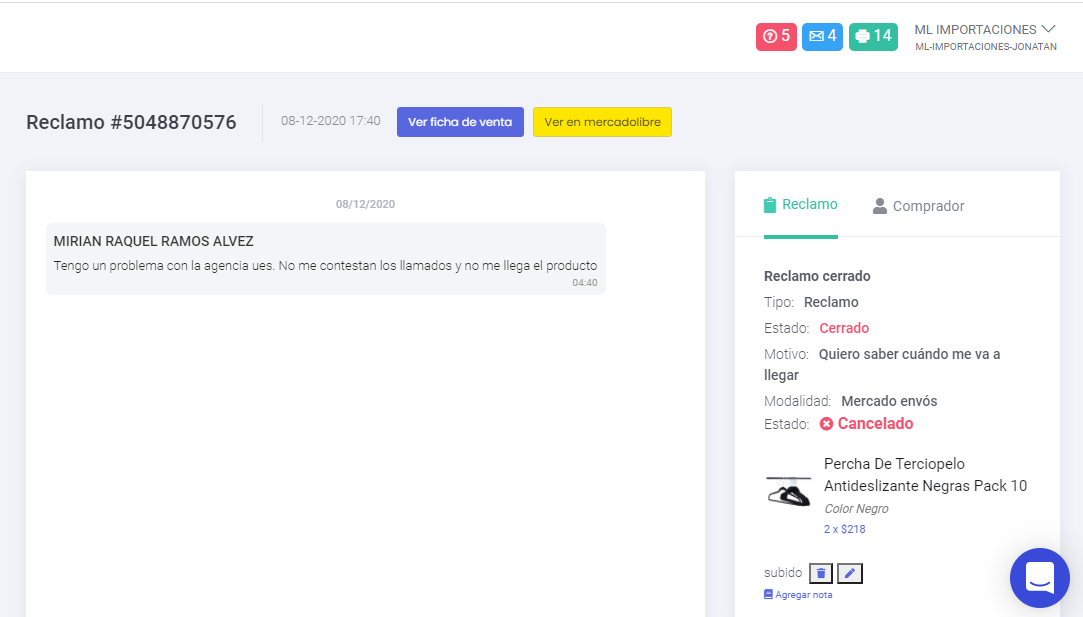 5 4 14 ML IMPORTACIONES
ML-IMPORTACIONES-JONATAN
Reclamo #5048870576 08-12-2020 17:40 Ver ficha de venta Ver en mercadolibre
08/12/2020
MIRIAN RAQUEL RAMOS ALVEZ
Tengo un problema con la agencia ues. No me contestan los llamados y no me llega el producto
04:40
Reclamo Comprador
Reclamo cerrado
Tipo: Reclamo
Estado: Cerrado
Motivo: Quiero saber cuándo me va a
llegar
Modalidad: Mercado envós
Estado: Cancelado
Percha De Terciopelo
Antideslizante Negras Pack 10
Color Negro
2 x $218
subido
Agregar nota